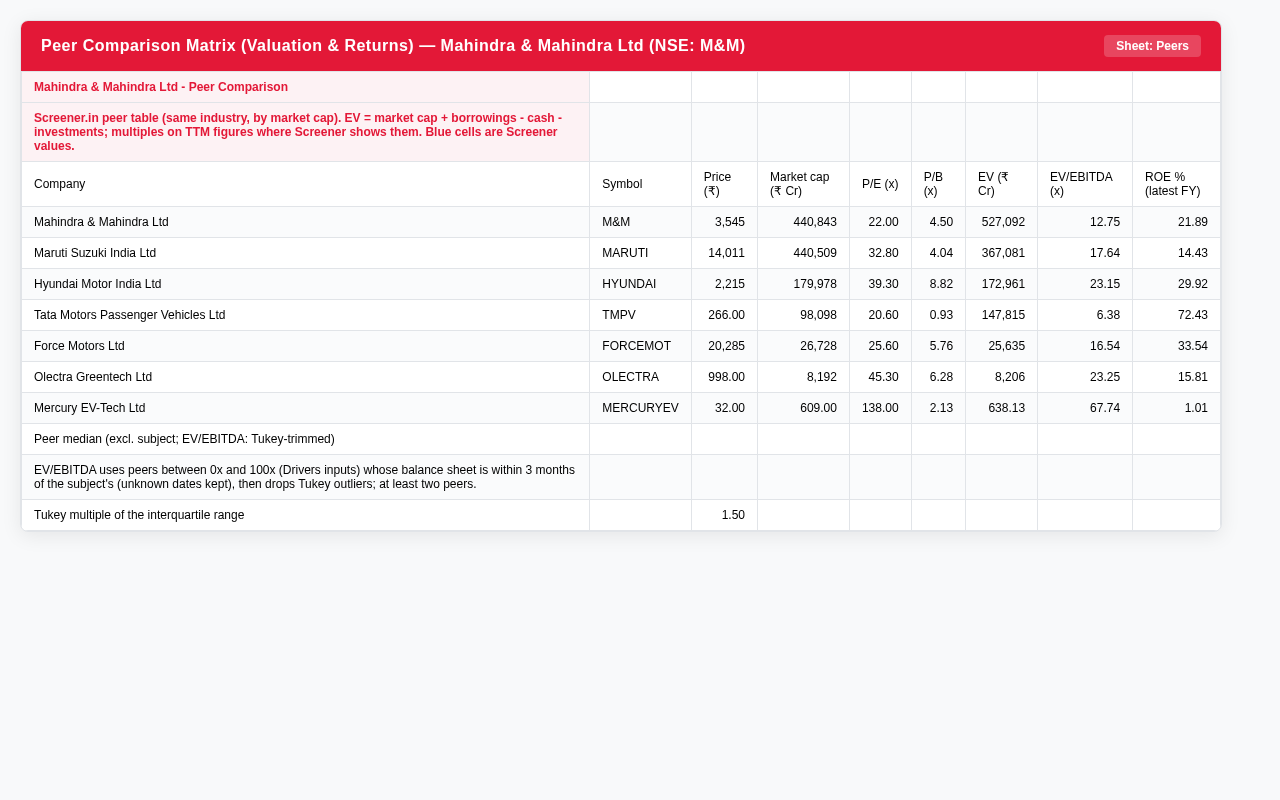 Peer Comparison Matrix (Valuation & Returns) — Mahindra & Mahindra Ltd (NSE: M&M) Sheet: Peers
Mahindra & Mahindra Ltd - Peer Comparison
Screener.in peer table (same industry, by market cap). EV = market cap + borrowings - cash -
investments; multiples on TTM figures where Screener shows them. Blue cells are Screener
values.
Company Symbol Price (₹) Market cap (₹ Cr) P/E (x) P/B (x) EV (₹ Cr) EV/EBITDA (x) ROE % (latest FY)
Mahindra & Mahindra Ltd M&M 3,545 440,843 22.00 4.50 527,092 12.75 21.89
Maruti Suzuki India Ltd MARUTI 14,011 440,509 32.80 4.04 367,081 17.64 14.43
Hyundai Motor India Ltd HYUNDAI 2,215 179,978 39.30 8.82 172,961 23.15 29.92
Tata Motors Passenger Vehicles Ltd TMPV 266.00 98,098 20.60 0.93 147,815 6.38 72.43
Force Motors Ltd FORCEMOT 20,285 26,728 25.60 5.76 25,635 16.54 33.54
Olectra Greentech Ltd OLECTRA 998.00 8,192 45.30 6.28 8,206 23.25 15.81
Mercury EV-Tech Ltd MERCURYEV 32.00 609.00 138.00 2.13 638.13 67.74 1.01
Peer median (excl. subject; EV/EBITDA: Tukey-trimmed)
EV/EBITDA uses peers between 0x and 100x (Drivers inputs) whose balance sheet is within 3 months
of the subject's (unknown dates kept), then drops Tukey outliers; at least two peers.
Tukey multiple of the interquartile range 1.50